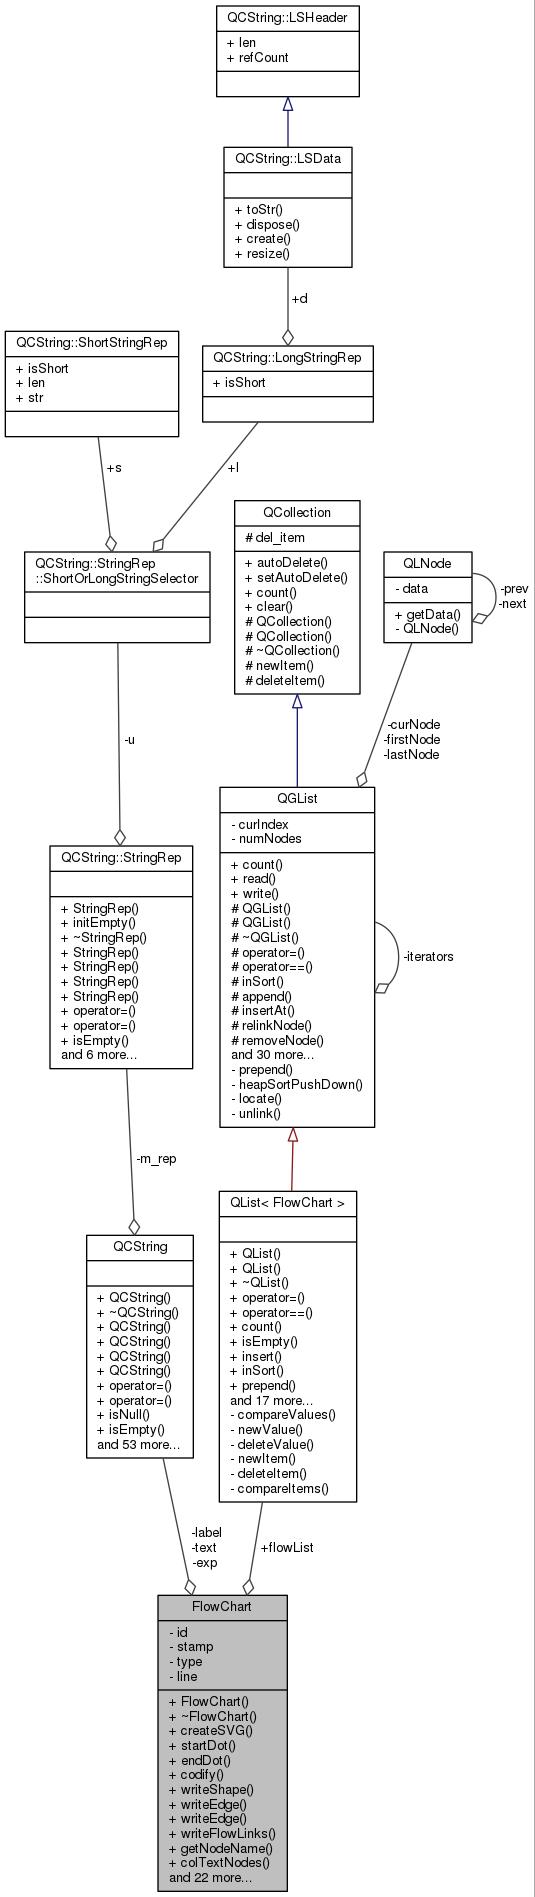 QCString::LSHeader
+ len
+ refCount
QCString::LSData
+ toStr()
+ dispose()
+ create()
+ resize()
+d
QCString::ShortStringRep
+ isShort
+ len
+ str
QCString::LongStringRep
+ isShort
+s
+l
QCollection
# del_item
+ autoDelete()
+ setAutoDelete()
+ count()
+ clear()
# QCollection()
# QCollection()
# ~QCollection()
# newItem()
# deleteItem()
QCString::StringRep
::ShortOrLongStringSelector
QLNode
- data
+ getData()
- QLNode()
-prev
-next
-u
-curNode
-firstNode
-lastNode
QGList
- curIndex
- numNodes
+ count()
+ read()
+ write()
# QGList()
# QGList()
# ~QGList()
# operator=()
# operator==()
# inSort()
# append()
# insertAt()
# relinkNode()
# removeNode()
and 30 more...
- prepend()
- heapSortPushDown()
- locate()
- unlink()
-iterators
QCString::StringRep
+ StringRep()
+ initEmpty()
+ ~StringRep()
+ StringRep()
+ StringRep()
+ StringRep()
+ StringRep()
+ operator=()
+ operator=()
+ isEmpty()
and 6 more...
-m_rep
QCString
+ QCString()
+ ~QCString()
+ QCString()
+ QCString()
+ QCString()
+ QCString()
+ operator=()
+ operator=()
+ isNull()
+ isEmpty()
and 53 more...
QList< FlowChart >
+ QList()
+ QList()
+ ~QList()
+ operator=()
+ operator==()
+ count()
+ isEmpty()
+ insert()
+ inSort()
+ prepend()
and 17 more...
- compareValues()
- newValue()
- deleteValue()
- newItem()
- deleteItem()
- compareItems()
-label
-text
-exp
+flowList
FlowChart
- id
- stamp
- type
- line
+ FlowChart()
+ ~FlowChart()
+ createSVG()
+ startDot()
+ endDot()
+ codify()
+ writeShape()
+ writeEdge()
+ writeEdge()
+ writeFlowLinks()
+ getNodeName()
+ colTextNodes()
and 22 more...